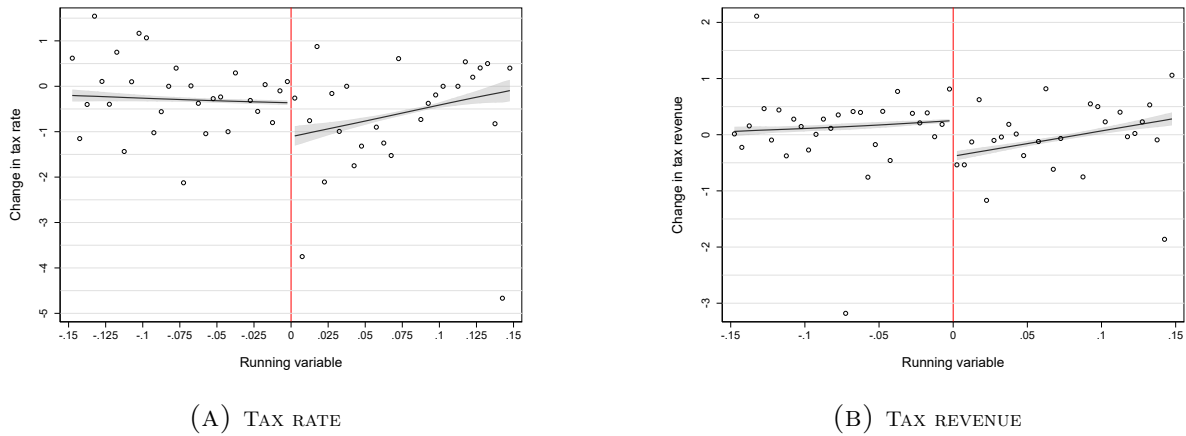 Change in tax rate
1
0
-1
-2
-3
-4
-5
-.15 -.125 -.1 -.075 -.05 -.025 0 .025 .05 .075 .1 .125 .15
Running variable
(A) TAX RATE
Change in tax revenue
2
1
0
-1
-2
-3
-.15 -.1 -.05 0 .05 .1 .15
Running variable
(B) TAX REVENUE